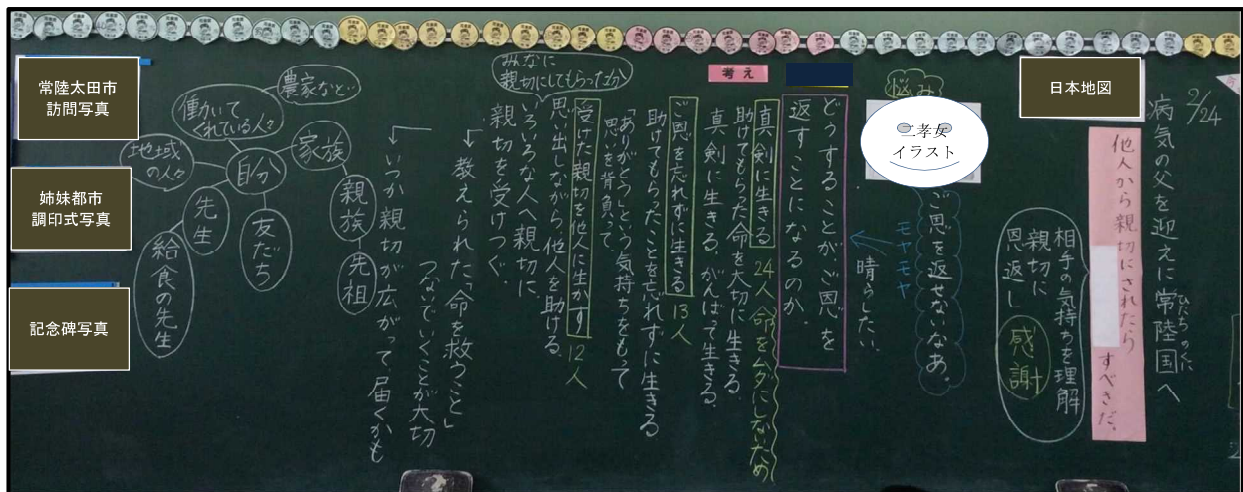 2/24
病気の父を迎えに常陸国へ
ひたちのくに
日本地図
他人から親切にされたら
すべきだ。
相手の気持ちを理解
親切に
恩返し
感謝
悩み
二孝女
イラスト
ご恩を返せないなあ。
モヤモヤ
晴らしたい。
どうすることが、ご恩を
返すことになるのか。
考え
真剣に生きる 24人 命をムダにしないため
助けてもらった命を大切に生きる
真剣に生きる。がんばって生きる。
ご恩を忘れずに生きる 13人
助けてもらったことを忘れずに生きる
「ありがとう」という気持ちをもって
思いを背負って。
受けた親切を他人に生かす 12人
思い出しながら他人を助ける。
いろいろな人へ親切に。
親切を受けつぐ。
みんなに
親切にしてもらったから
教えられた「命を救うこと」
つないでいくことが大切
いつか親切が広がって届くかも
自分
家族
親族
先祖
友だち
先生
給食の先生
地域
の人々
働いて
くれている人々
農家など
常陸太田市
訪問写真
姉妹都市
調印式写真
記念碑写真